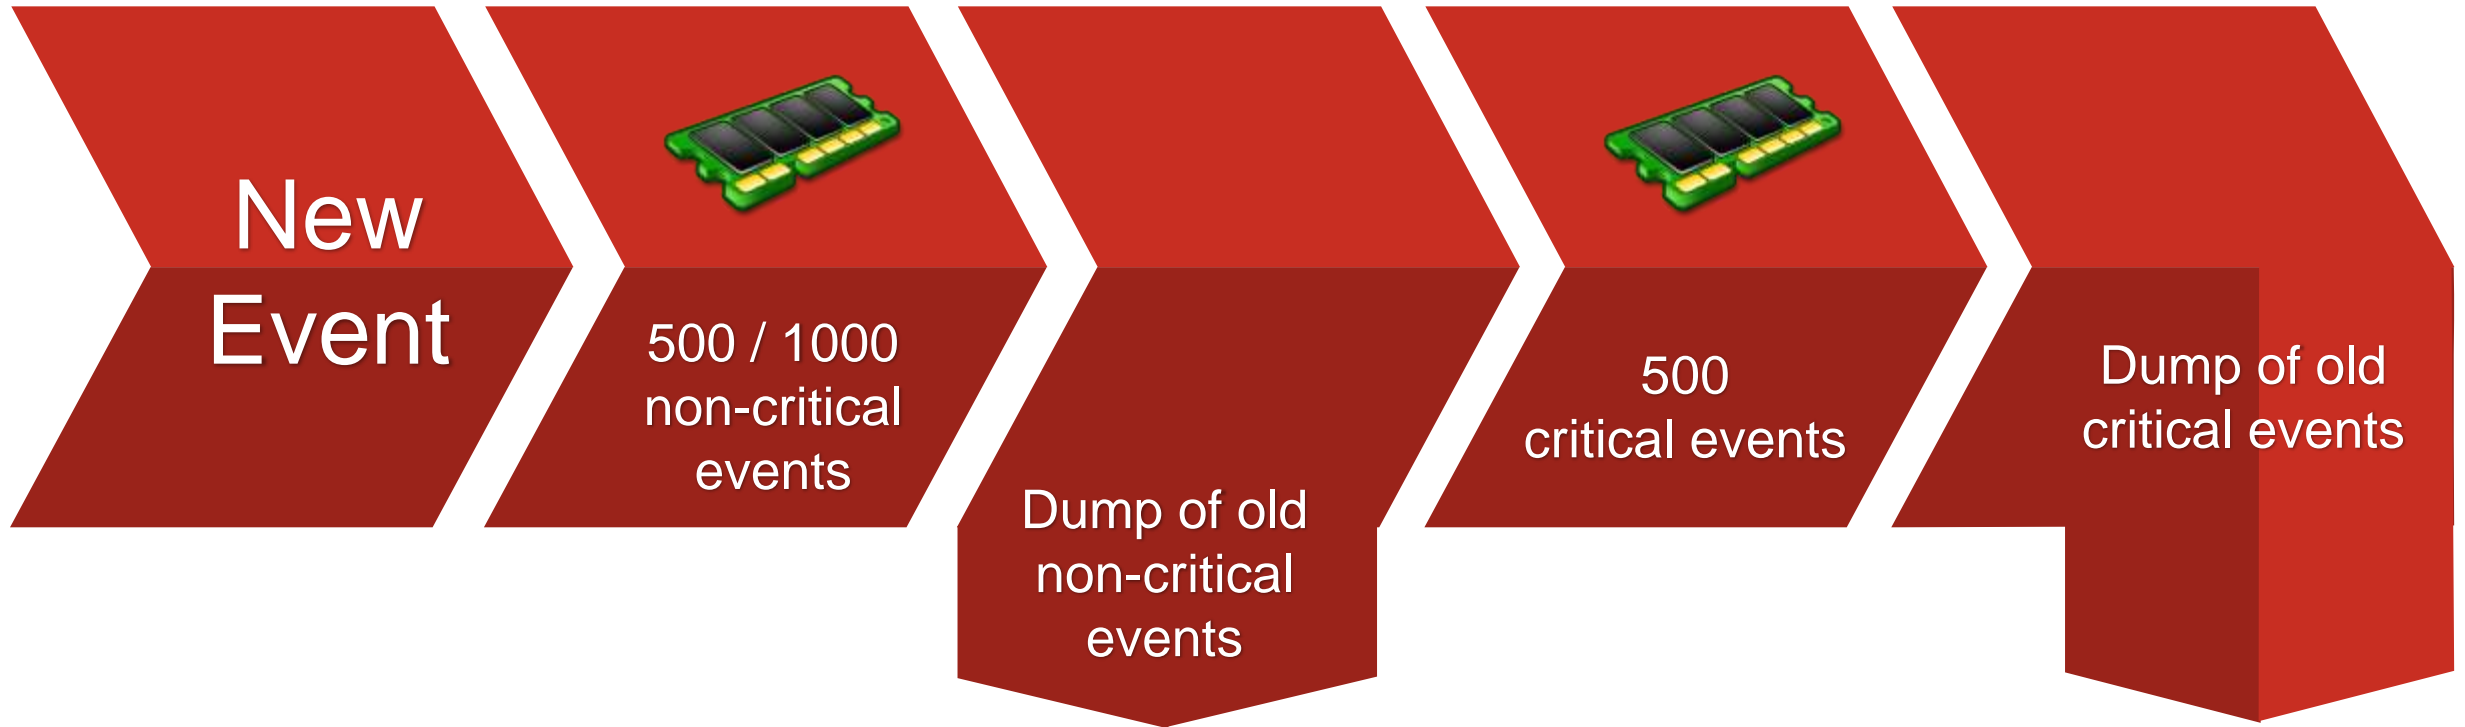 New
Event
500 / 1000
non-critical
events
Dump of old
non-critical
events
500
critical events
Dump of old
critical events